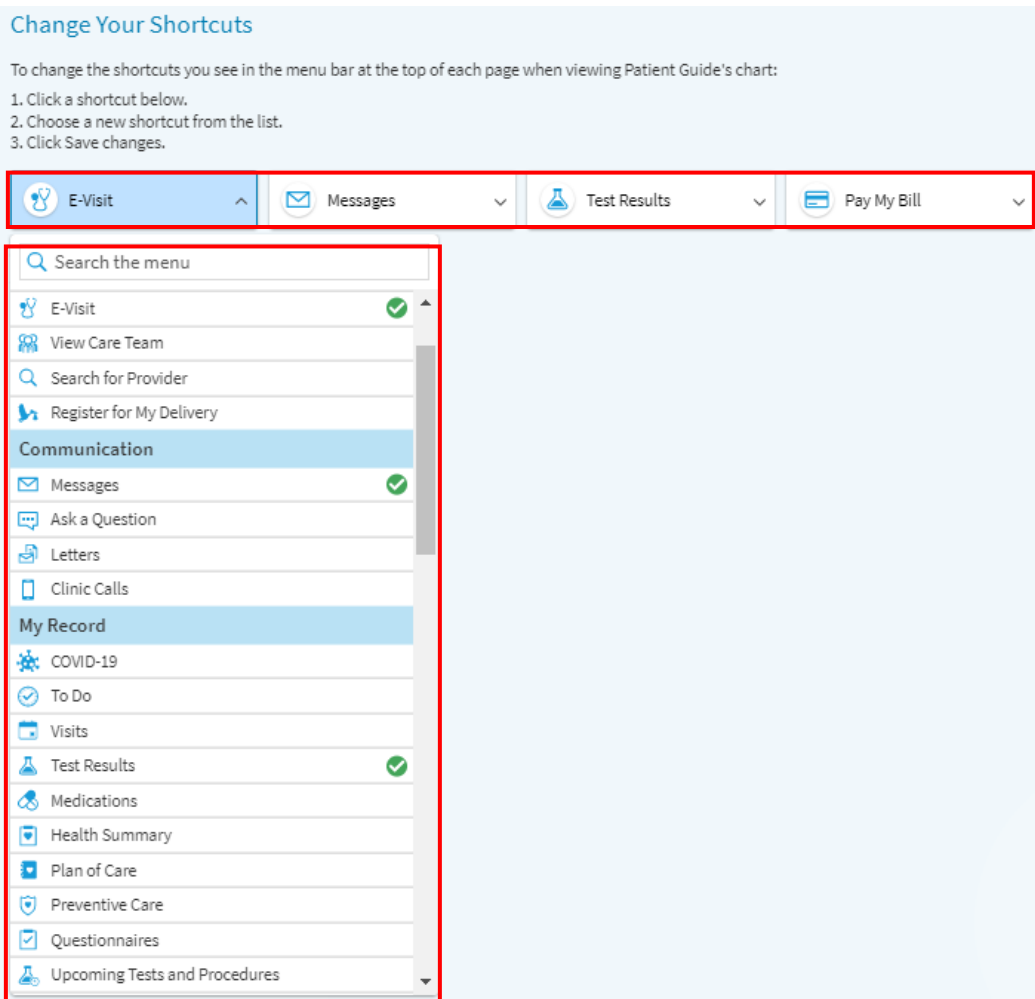 Change Your Shortcuts
To change the shortcuts you see in the menu bar at the top of each page when viewing Patient Guide's chart:
1. Click a shortcut below.
2. Choose a new shortcut from the list.
3. Click Save changes.
E-Visit Messages Test Results Pay My Bill
Search the menu
E-Visit
View Care Team
Search for Provider
Register for My Delivery
Communication
Messages
Ask a Question
Letters
Clinic Calls
My Record
COVID-19
To Do
Visits
Test Results
Medications
Health Summary
Plan of Care
Preventive Care
Questionnaires
Upcoming Tests and Procedures